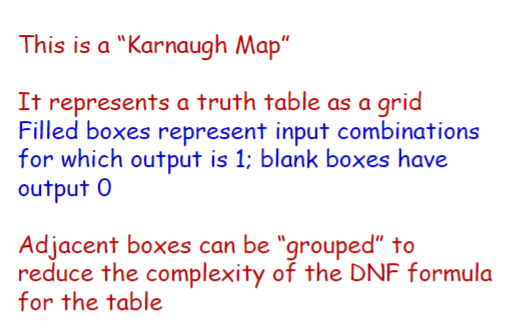 This is a “Karnaugh Map”
It represents a truth table as a grid
Filled boxes represent input combinations
for which output is 1; blank boxes have
output 0
Adjacent boxes can be “grouped” to
reduce the complexity of the DNF formula
for the table